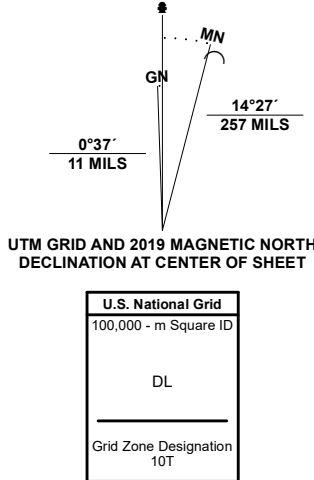 MN
GN
14°27´
257 MILS
0°37´
11 MILS
UTM GRID AND 2019 MAGNETIC NORTH
DECLINATION AT CENTER OF SHEET
U.S. National Grid
100,000 - m Square ID
DL
Grid Zone Designation
10T